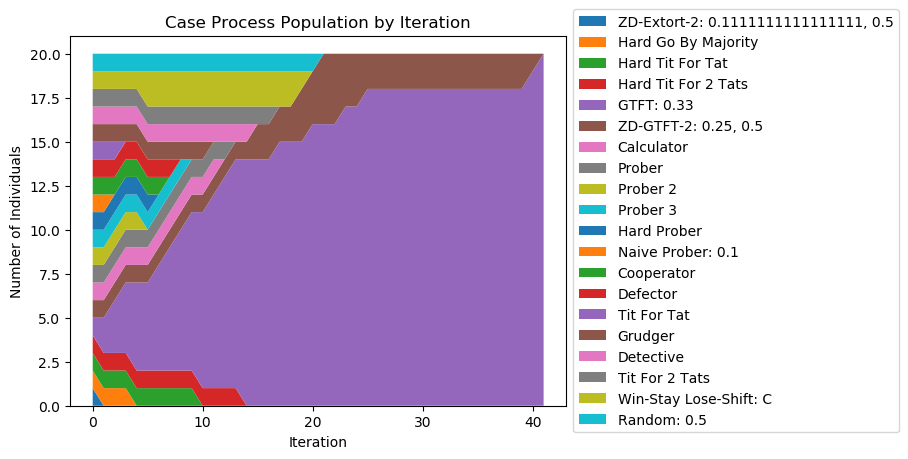 Case Process Population by Iteration
Number of Individuals
20.0
17.5
15.0
12.5
10.0
7.5
5.0
2.5
0.0
0
10
20
30
40
Iteration
ZD-Extort-2: 0.1111111111111111, 0.5
Hard Go By Majority
Hard Tit For Tat
Hard Tit For 2 Tats
GTFT: 0.33
ZD-GTFT-2: 0.25, 0.5
Calculator
Prober
Prober 2
Prober 3
Hard Prober
Naive Prober: 0.1
Cooperator
Defector
Tit For Tat
Grudger
Detective
Tit For 2 Tats
Win-Stay Lose-Shift: C
Random: 0.5